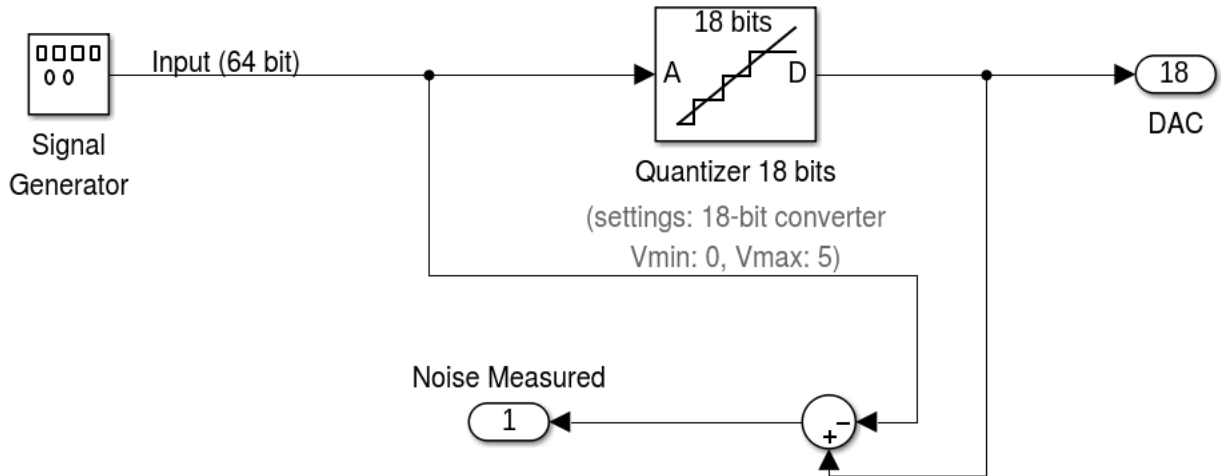 18 bits
Input (64 bit)
A
D
18
Signal
Generator
DAC
Quantizer 18 bits
(settings: 18-bit converter
Vmin: 0, Vmax: 5)
Noise Measured
1
−
+